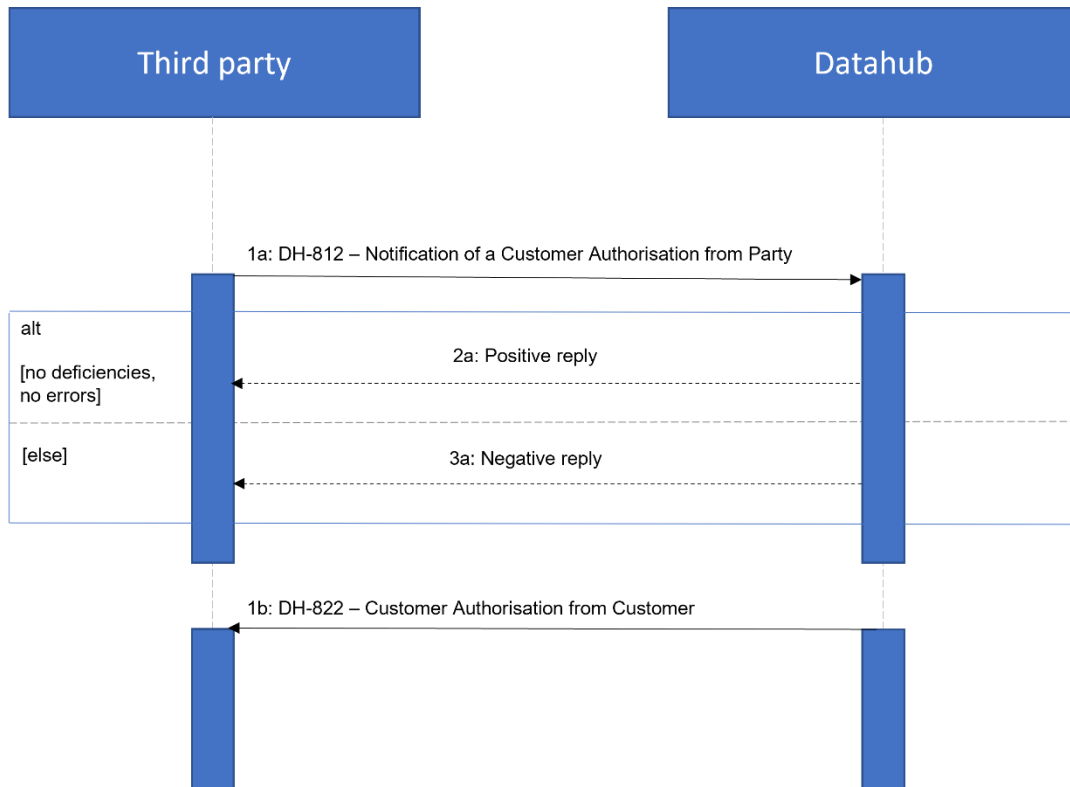 Third party
Datahub
1a: DH-812 – Notification of a Customer Authorisation from Party
alt
2a: Positive reply
[no deficiencies,
no errors]
[else]
3a: Negative reply
1b: DH-822 – Customer Authorisation from Customer